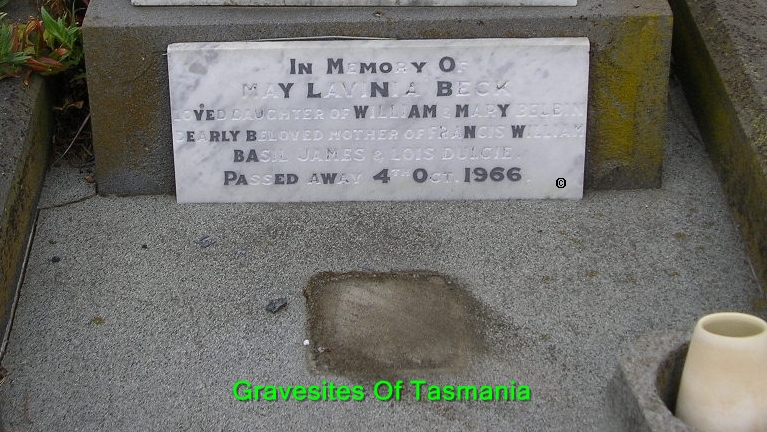 In Memory Of
May Lavinia Beck
Loved Daughter of William & Mary Belbin
Dearly Beloved Mother of Francis William
Basil James & Lois Dulcie.
Passed away 4th Oct. 1966.
©
Gravesites Of Tasmania